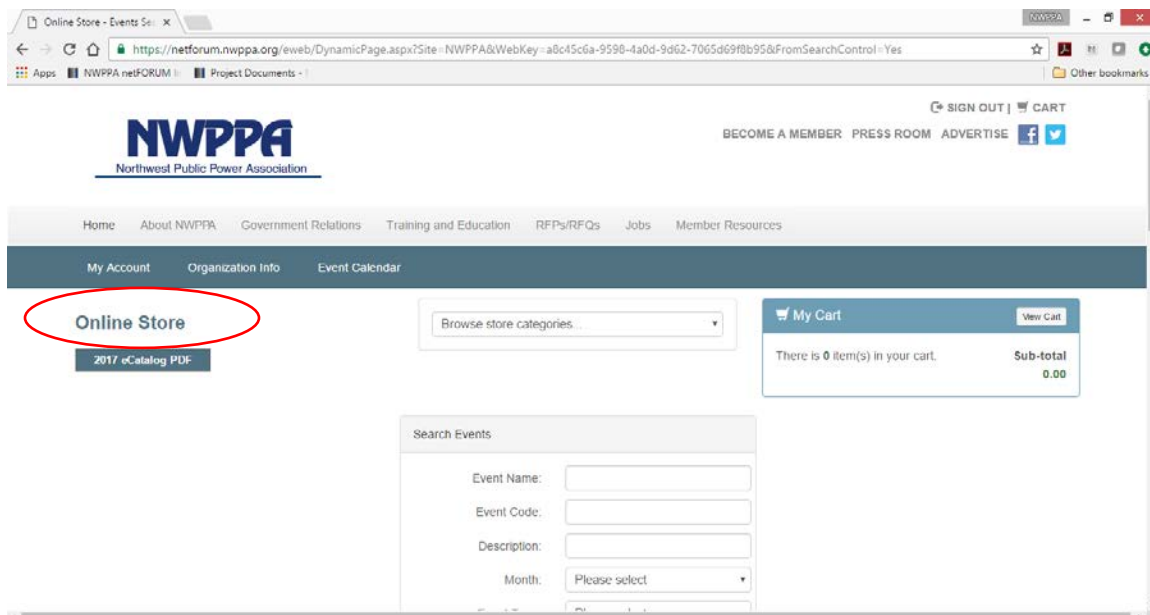 Online Store - Events Se
NWPPA
https://netforum.nwppa.org/eweb/DynamicPage.aspx?Site=NWPPA&WebKey=a8c45c6a-9598-4a0d-9d62-7065d69f8b95&FromSearchControl=Yes
Apps NWPPA netFORUM Project Documents - Other bookmarks
SIGN OUT | CART
BECOME A MEMBER PRESS ROOM ADVERTISE
NWPPA
Northwest Public Power Association
Home About NWPPA Government Relations Training and Education RFPs/RFQs Jobs Member Resources
My Account Organization Info Event Calendar
Online Store
2017 eCatalog PDF
Browse store categories...
My Cart View Cart
There is 0 item(s) in your cart. Sub-total
0.00
Search Events
Event Name:
Event Code:
Description:
Month: Please select